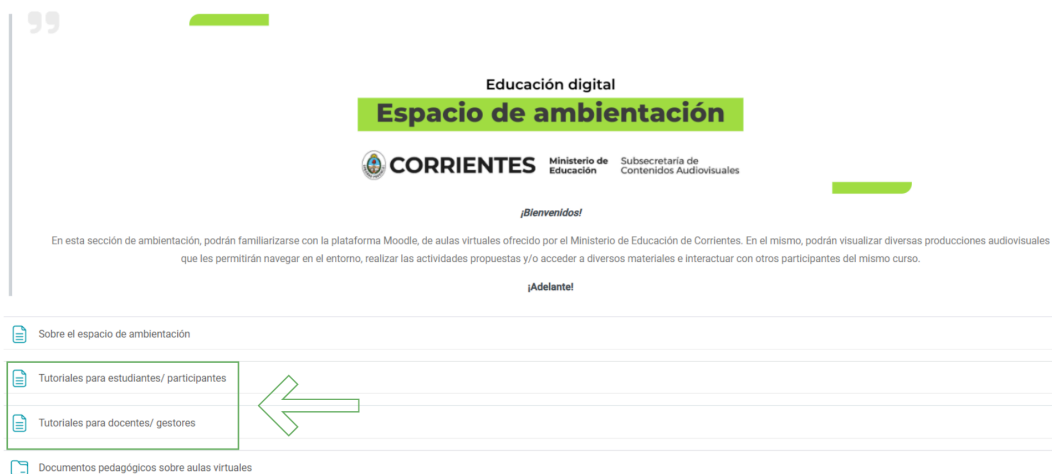 Educación digital
Espacio de ambientación
CORRIENTES Ministerio de Educación Subsecretaría de Contenidos Audiovisuales
¡Bienvenidos!
En esta sección de ambientación, podrán familiarizarse con la plataforma Moodle, de aulas virtuales ofrecido por el Ministerio de Educación de Corrientes. En el mismo, podrán visualizar diversas producciones audiovisuales
que les permitirán navegar en el entorno, realizar las actividades propuestas y/o acceder a diversos materiales e interactuar con otros participantes del mismo curso.
¡Adelante!
Sobre el espacio de ambientación
Tutoriales para estudiantes/ participantes
Tutoriales para docentes/ gestores
Documentos pedagógicos sobre aulas virtuales